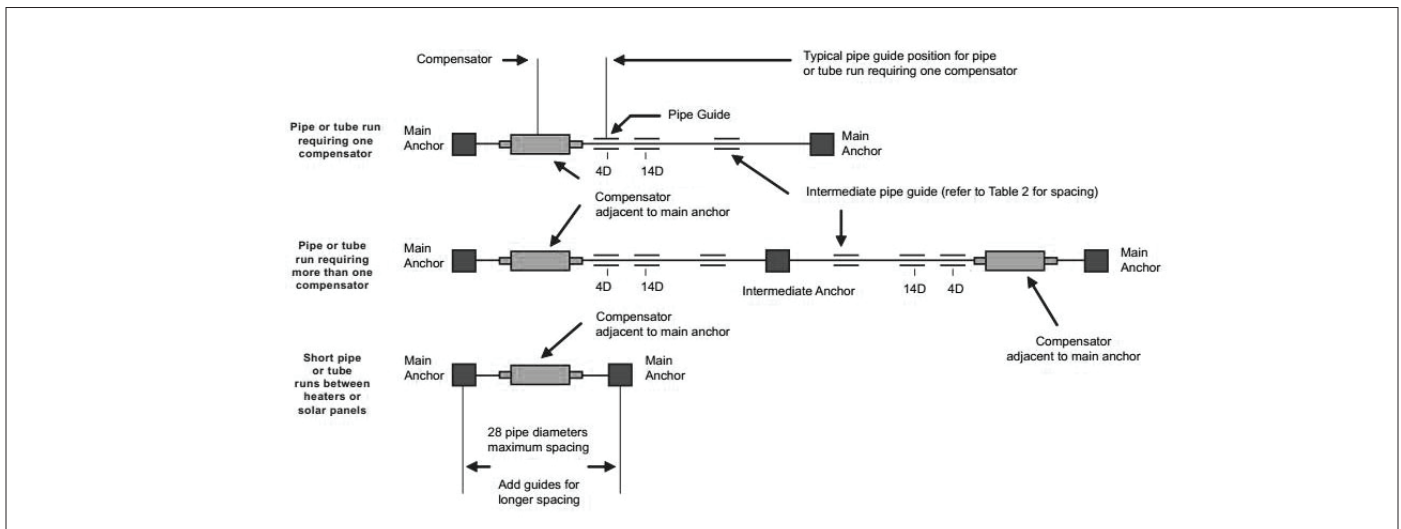 Compensator
Typical pipe guide position for pipe
or tube run requiring one compensator
Pipe Guide
Pipe or tube run
requiring one
compensator
Main
Anchor
Main
Anchor
4D
14D
Intermediate pipe guide (refer to Table 2 for spacing)
Compensator
adjacent to main anchor
Pipe or tube
run requiring
more than one
compensator
Main
Anchor
Main
Anchor
4D
14D
Intermediate Anchor
14D
4D
Compensator
adjacent to main anchor
Compensator
adjacent to main anchor
Short pipe
or tube
runs between
heaters or
solar panels
Main
Anchor
Main
Anchor
28 pipe diameters
maximum spacing
Add guides for
longer spacing